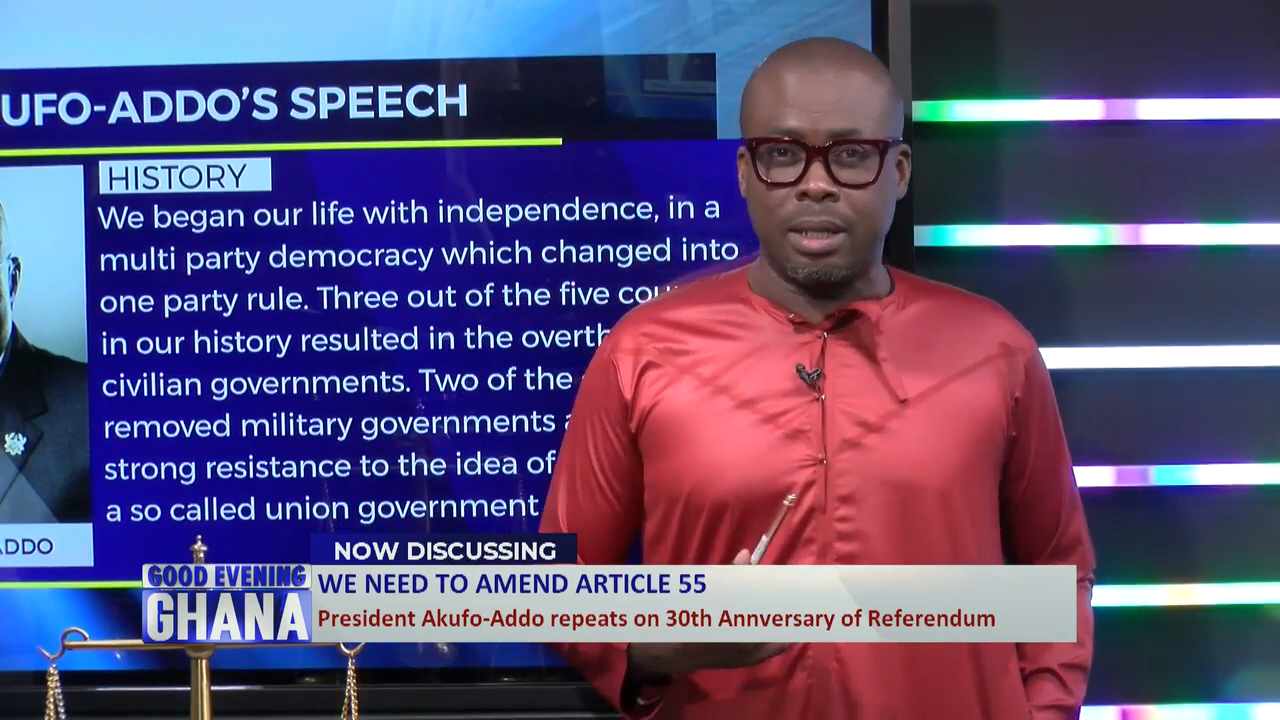 UFO-ADDO'S SPEECH
HISTORY
We began our life with independence, in a
multi party democracy which changed into
one party rule. Three out of the five
in our history resulted in the
civilian governments. Two of the
removed military governments
strong resistance to the idea of
a so called union government
ADDO
NOW DISCUSSING
GOOD EVENING
GHANA
WE NEED TO AMEND ARTICLE 55
President Akufo-Addo repeats on 30th Annversary of Referendum